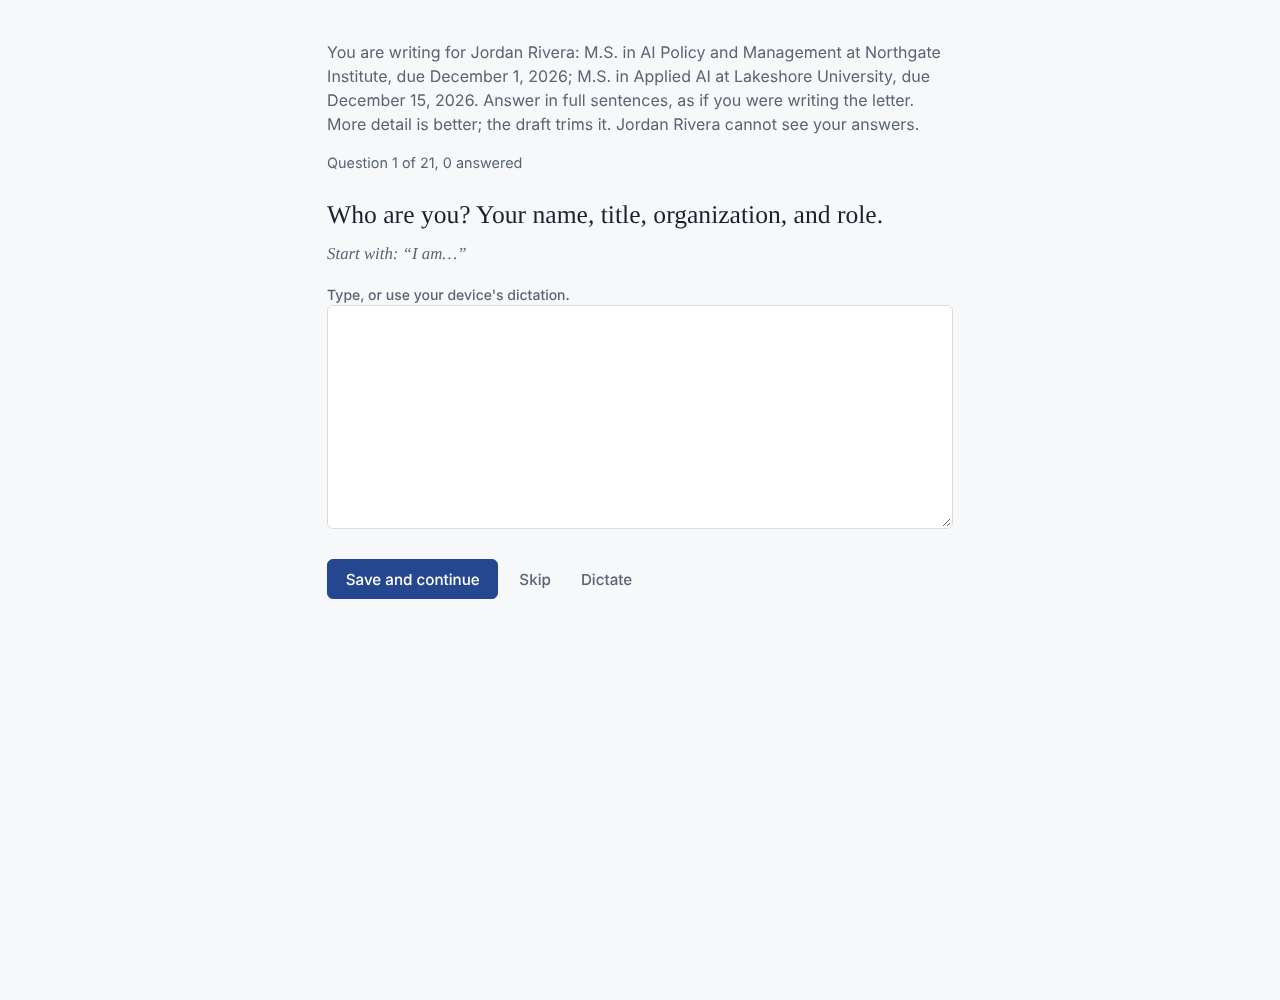 You are writing for Jordan Rivera: M.S. in AI Policy and Management at Northgate
Institute, due December 1, 2026; M.S. in Applied AI at Lakeshore University, due
December 15, 2026. Answer in full sentences, as if you were writing the letter.
More detail is better; the draft trims it. Jordan Rivera cannot see your answers.
Question 1 of 21, 0 answered
Who are you? Your name, title, organization, and role.
Start with: “I am…”
Type, or use your device's dictation.
Save and continue
Skip
Dictate